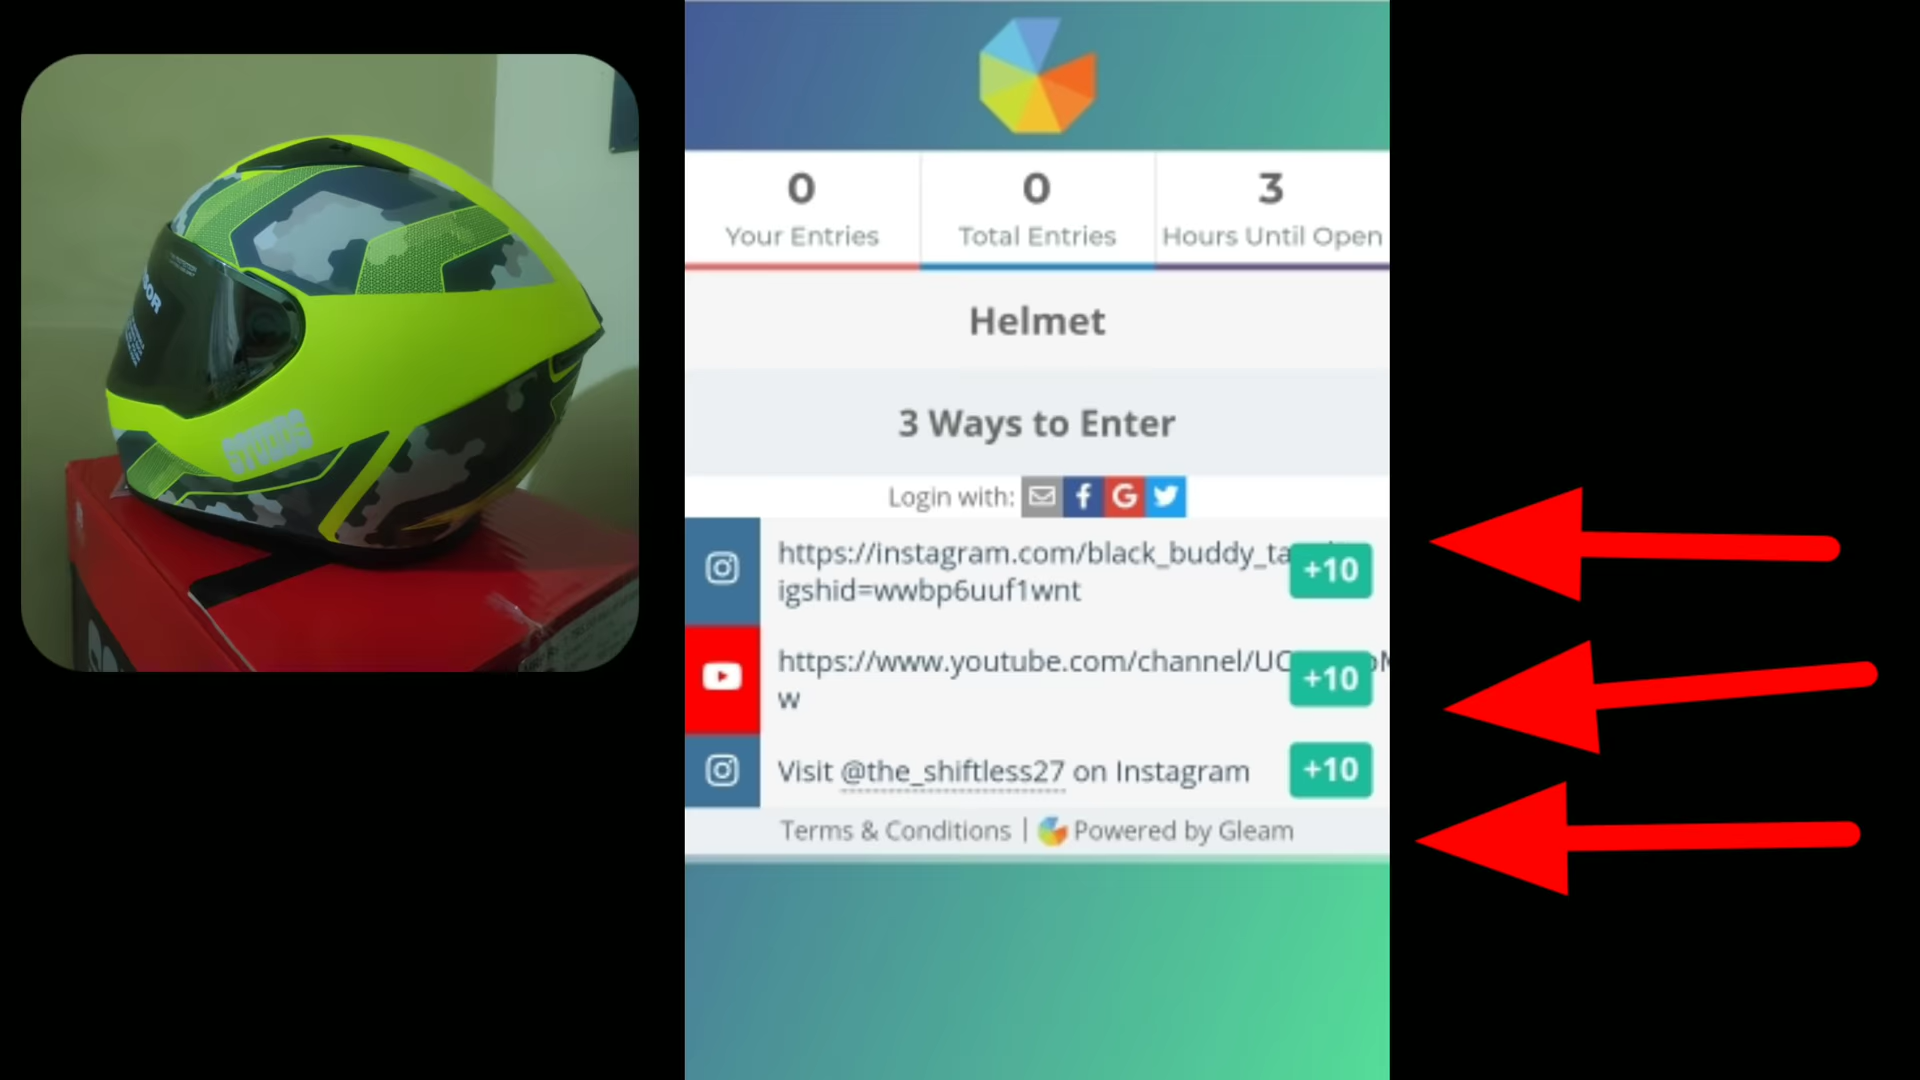 STUDDS
0
Your Entries
0
Total Entries
3
Hours Until Open
Helmet
3 Ways to Enter
Login with:
https://instagram.com/black_buddy_ta
igshid=wwbp6uuf1wnt
+10
https://www.youtube.com/channel/UC
w
+10
Visit @the_shiftless27 on Instagram
+10
Terms & Conditions | Powered by Gleam